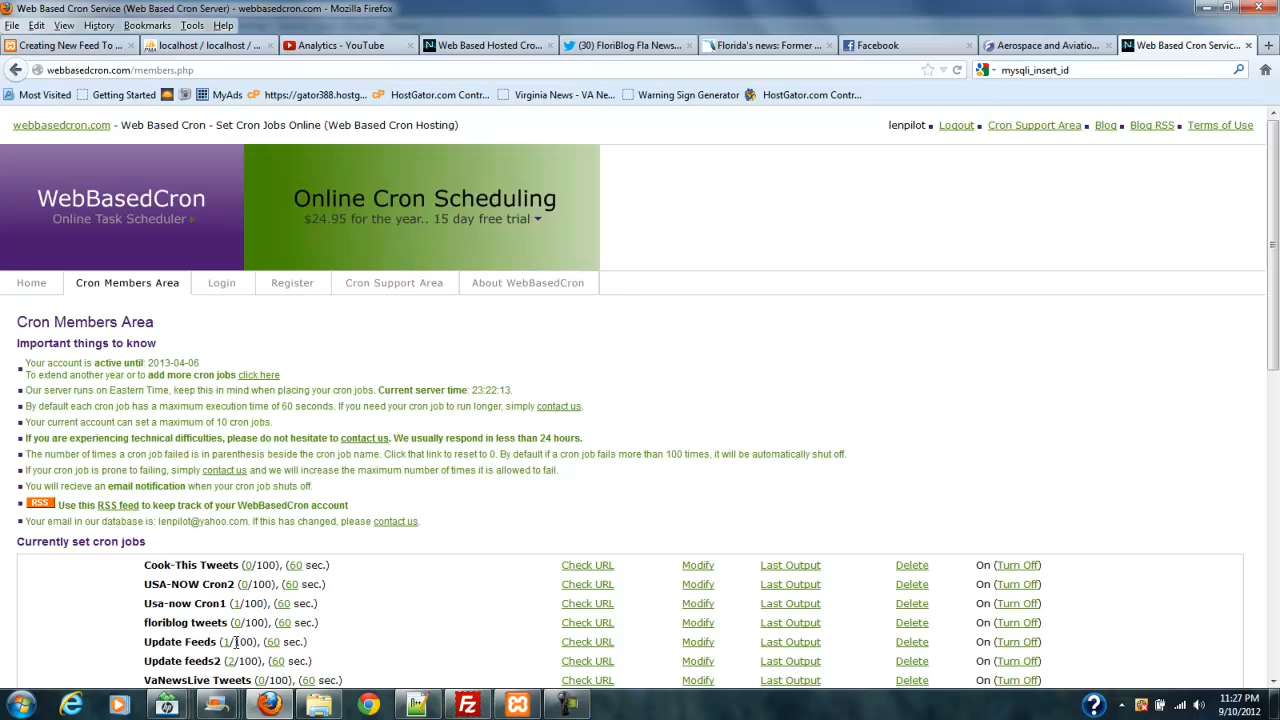 Web Based Cron Service (Web Based Cron Server) - Mozilla Firefox
File Edit View History Bookmarks Tools Help
Creating New Feed To ... × localhost / localhost / ... × Analytics - YouTube × Web Based Hosted Cro... × (30) FloriBlog Fla News... × Florida's news: Former ... × Facebook × Aerospace and Aviatio... × Web Based Cron Servic... ×
webbasedcron.com/members.php mysqli_insert_id
Most Visited Getting Started MyAds https://gator388.hostg... HostGator.com Contr... Virginia News - VA Ne... Warning Sign Generator HostGator.com Contr...
webbasedcron.com - Web Based Cron - Set Cron Jobs Online (Web Based Cron Hosting) lenpilot Logout Cron Support Area Blog Blog RSS Terms of Use
WebBasedCron
Online Task Scheduler
Online Cron Scheduling
$24.95 for the year.. 15 day free trial
Home Cron Members Area Login Register Cron Support Area About WebBasedCron
Cron Members Area
Important things to know
Your account is active until: 2013-04-06
To extend another year or to add more cron jobs click here
Our server runs on Eastern Time, keep this in mind when placing your cron jobs. Current server time: 23:22:13.
By default each cron job has a maximum execution time of 60 seconds. If you need your cron job to run longer, simply contact us.
Your current account can set a maximum of 10 cron jobs.
If you are experiencing technical difficulties, please do not hesitate to contact us. We usually respond in less than 24 hours.
The number of times a cron job failed is in parenthesis beside the cron job name. Click that link to reset to 0. By default if a cron job fails more than 100 times, it will be automatically shut off.
If your cron job is prone to failing, simply contact us and we will increase the maximum number of times it is allowed to fail.
You will recieve an email notification when your cron job shuts off.
RSS Use this RSS feed to keep track of your WebBasedCron account
Your email in our database is: lenpilot@yahoo.com. If this has changed, please contact us.
Currently set cron jobs
Cook-This Tweets (0/100), (60 sec.) Check URL Modify Last Output Delete On (Turn Off)
USA-NOW Cron2 (0/100), (60 sec.) Check URL Modify Last Output Delete On (Turn Off)
Usa-now Cron1 (1/100), (60 sec.) Check URL Modify Last Output Delete On (Turn Off)
floriblog tweets (0/100), (60 sec.) Check URL Modify Last Output Delete On (Turn Off)
Update Feeds (1/100), (60 sec.) Check URL Modify Last Output Delete On (Turn Off)
Update feeds2 (2/100), (60 sec.) Check URL Modify Last Output Delete On (Turn Off)
VaNewsLive Tweets (0/100), (60 sec.) Check URL Modify Last Output Delete On (Turn Off)
11:27 PM
9/10/2012